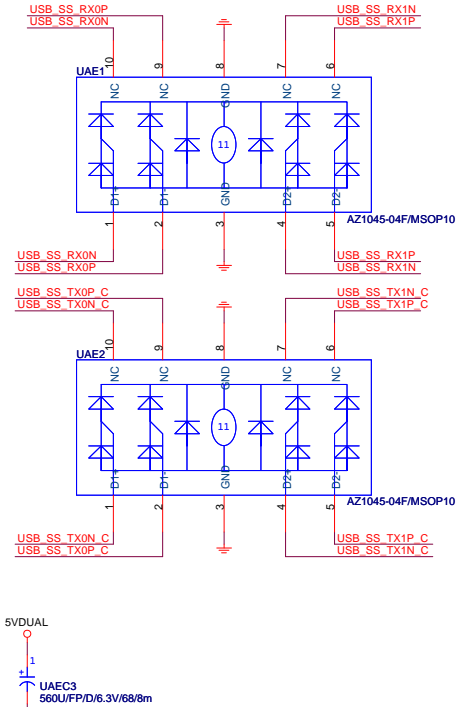 USB_SS_RX0P
USB_SS_RX0N
USB_SS_RX1N
USB_SS_RX1P
10
9
8
7
6
UAE1
NC
NC
GND
NC
NC
11
D1+
D1-
GND
D2+
D2-
AZ1045-04F/MSOP10
1
2
3
4
5
USB_SS_RX0N
USB_SS_RX0P
USB_SS_RX1P
USB_SS_RX1N
USB_SS_TX0P_C
USB_SS_TX0N_C
USB_SS_TX1N_C
USB_SS_TX1P_C
10
9
8
7
6
UAE2
NC
NC
GND
NC
NC
11
D1+
D1-
GND
D2+
D2-
AZ1045-04F/MSOP10
1
2
3
4
5
USB_SS_TX0N_C
USB_SS_TX0P_C
USB_SS_TX1P_C
USB_SS_TX1N_C
5VDUAL
1
+
UAEC3
560U/FP/D/6.3V/68/8m